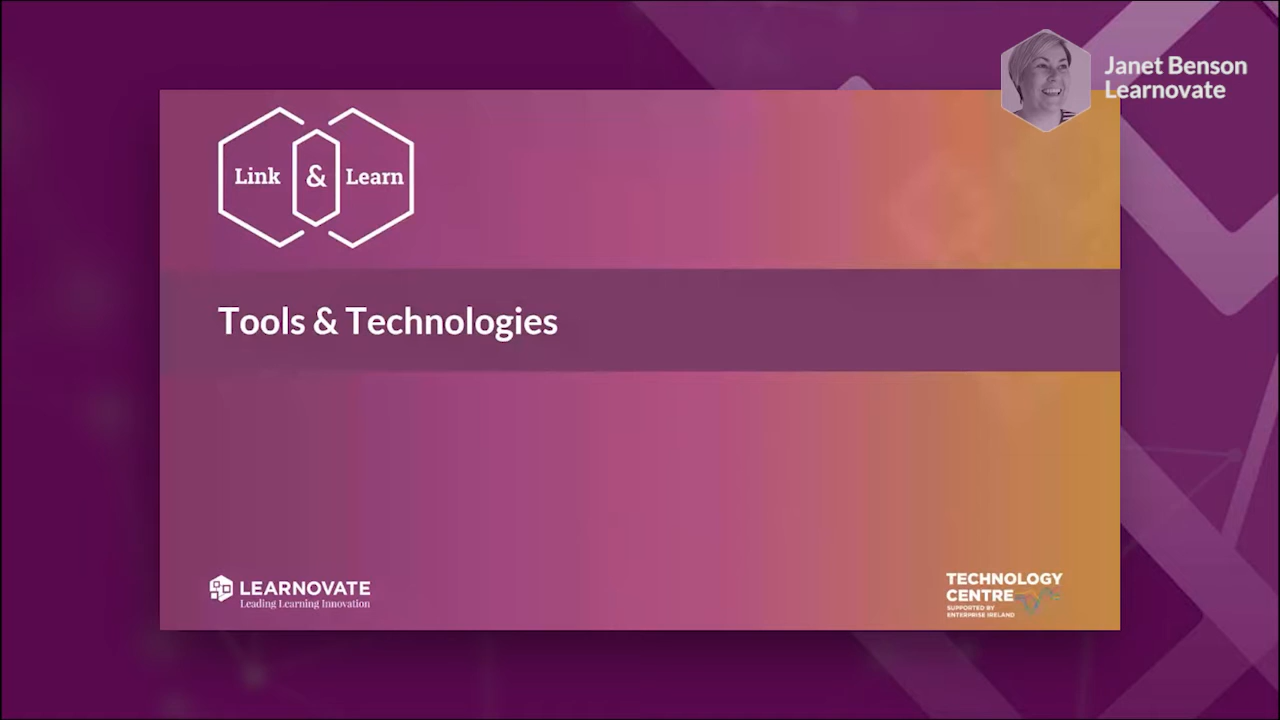 Janet Benson
Learnovate
Link & Learn
Tools & Technologies
LEARNOVATE
Leading Learning Innovation
TECHNOLOGY
CENTRE
SUPPORTED BY
ENTERPRISE IRELAND